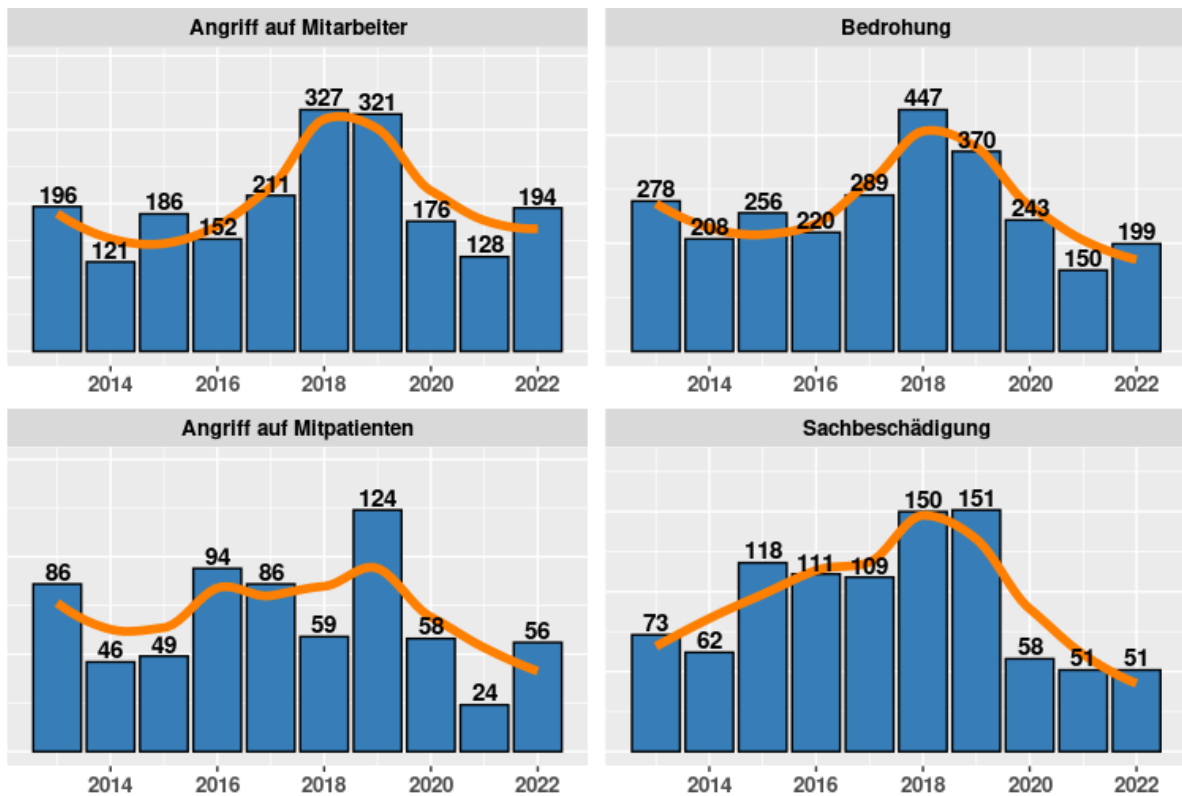 Angriff auf Mitarbeiter
196 121 186 152 211 327 321 176 128 194
2014 2016 2018 2020 2022
Bedrohung
278 208 256 220 289 447 370 243 150 199
2014 2016 2018 2020 2022
Angriff auf Mitpatienten
86 46 49 94 86 59 124 58 24 56
2014 2016 2018 2020 2022
Sachbeschädigung
73 62 118 111 109 150 151 58 51 51
2014 2016 2018 2020 2022